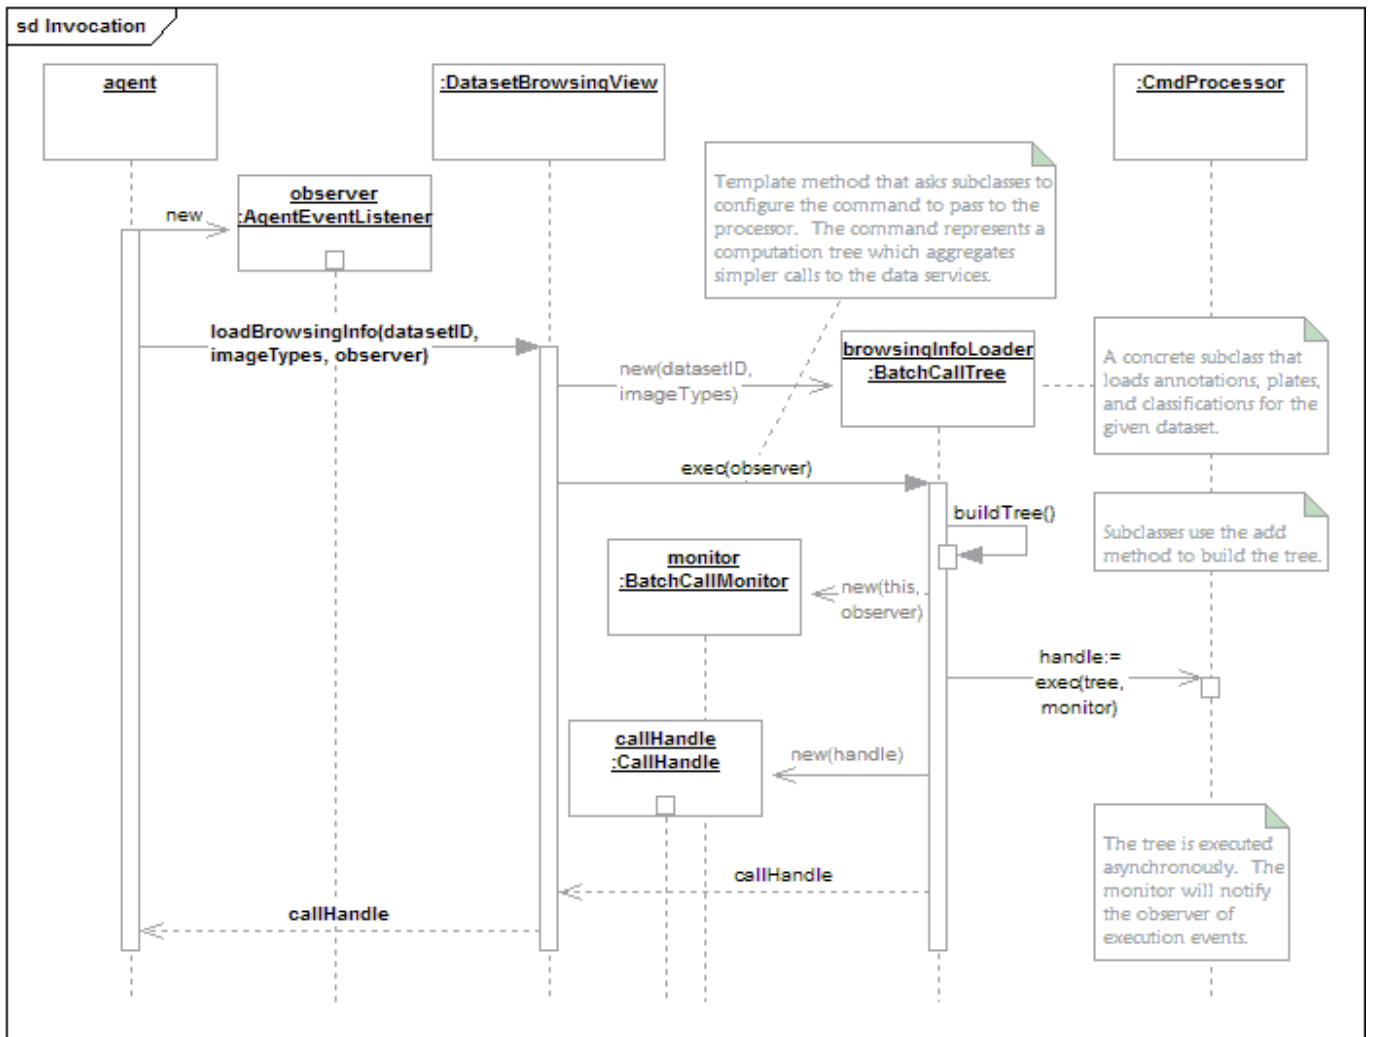 sd Invocation
agent
:DatasetBrowsingView
:CmdProcessor
observer
:AgentEventListener
new
Template method that asks subclasses to
configure the command to pass to the
processor.  The command represents a
computation tree which aggregates
simpler calls to the data services.
loadBrowsingInfo(datasetID,
imageTypes, observer)
new(datasetID,
imageTypes)
browsingInfoLoader
:BatchCallTree
A concrete subclass that
loads annotations, plates,
and classifications for the
given dataset.
exec(observer)
buildTree()
Subclasses use the add
method to build the tree.
monitor
:BatchCallMonitor
new(this,
observer)
handle:=
exec(tree,
monitor)
callHandle
:CallHandle
new(handle)
The tree is executed
asynchronously.  The
monitor will notify
the observer of
execution events.
callHandle
callHandle